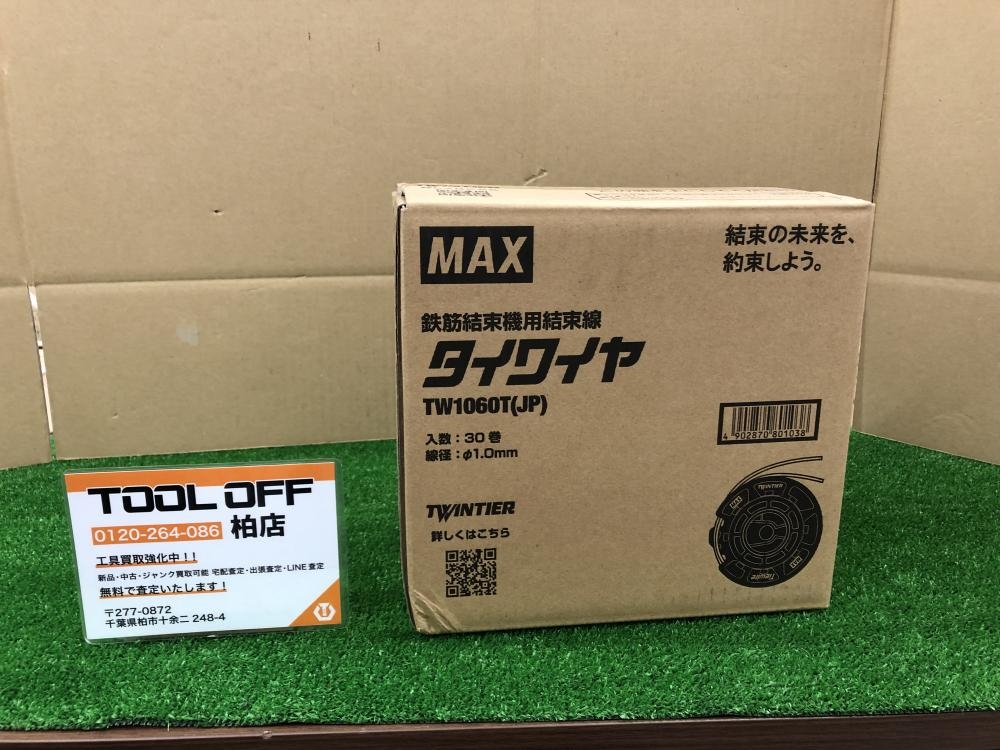 MAX
結束の未来を、
約束しよう。
鉄筋結束機用結束線
タイワイヤ
TW1060T(JP)
入数：30巻
線径：φ1.0mm
4 902870 801038
TWINTIER
詳しくはこちら
MAX
TWINTIER
MAX
Tiewire
TOOL OFF
0120-264-086 柏店
工具買取強化中！！
新品・中古・ジャンク買取可能 宅配査定・出張査定・LINE査定
無料で査定いたします！
〒277-0872
千葉県柏市十余二 248-4